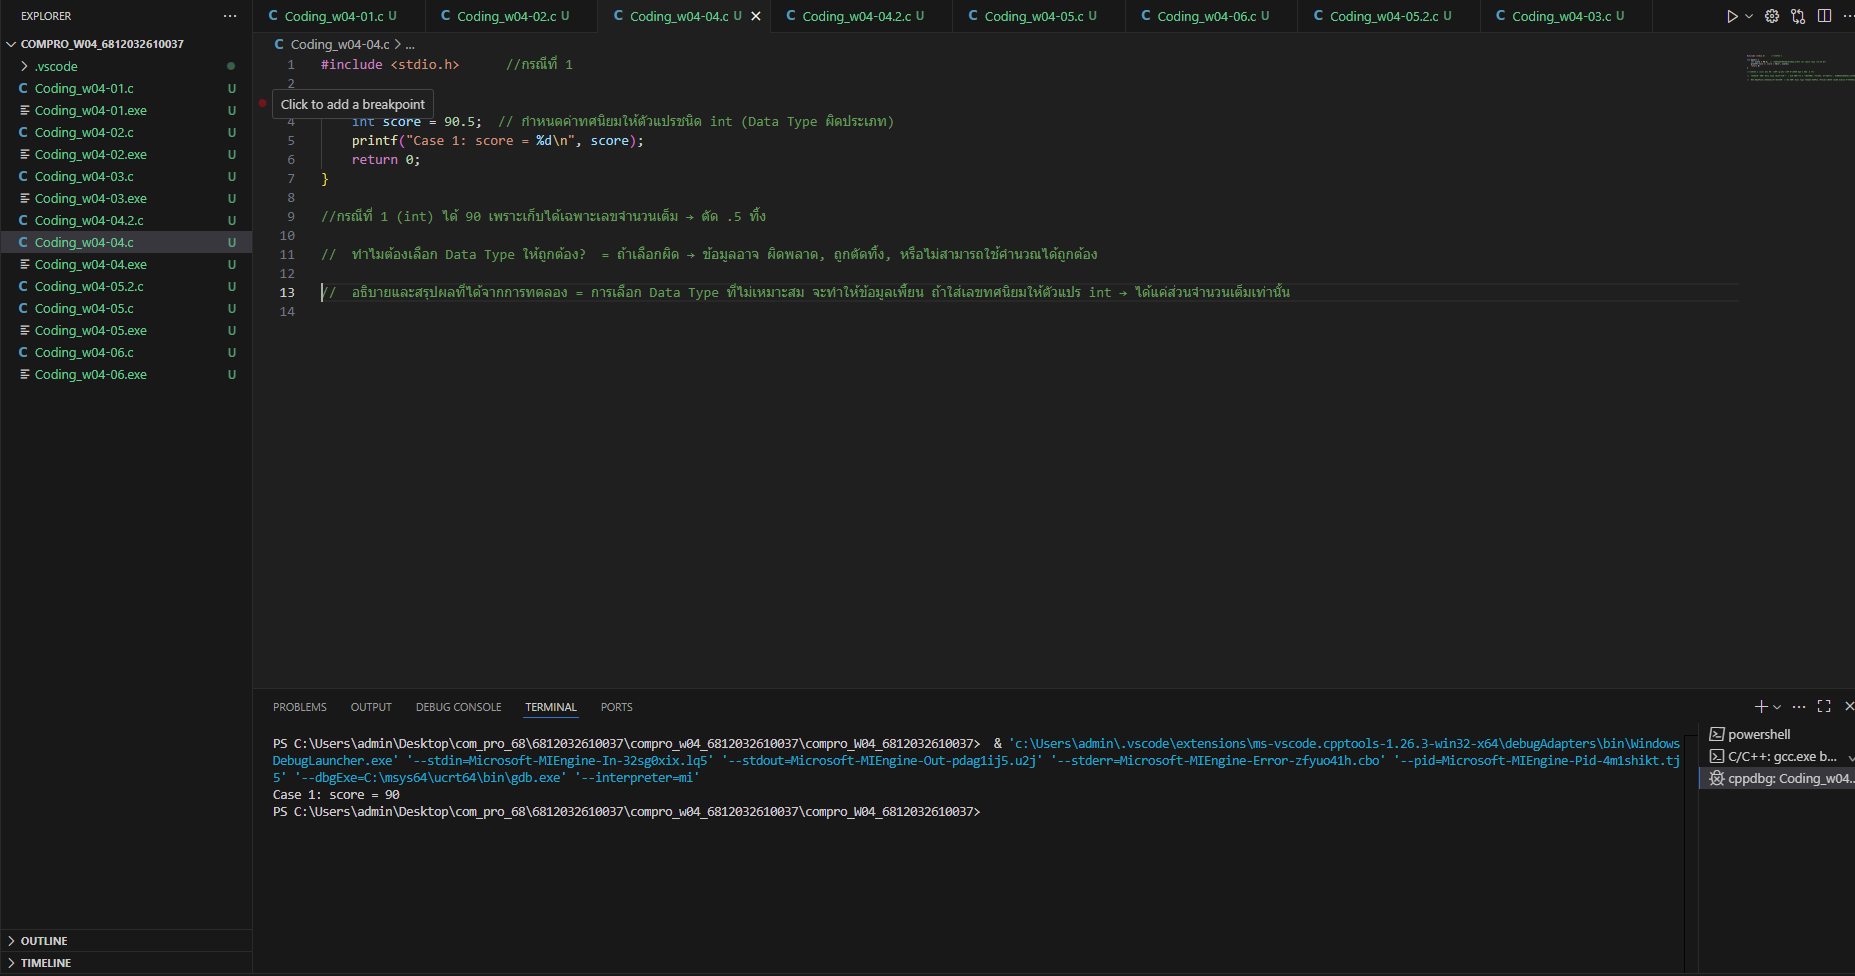 EXPLORER
COMPRO_W04_6812032610037
.vscode
Coding_w04-01.c U
Coding_w04-01.exe U
Coding_w04-02.c U
Coding_w04-02.exe U
Coding_w04-03.c U
Coding_w04-03.exe U
Coding_w04-04.2.c U
Coding_w04-04.c U
Coding_w04-04.exe U
Coding_w04-05.2.c U
Coding_w04-05.c U
Coding_w04-05.exe U
Coding_w04-06.c U
Coding_w04-06.exe U
OUTLINE
TIMELINE
Coding_w04-01.c U Coding_w04-02.c U Coding_w04-04.c U Coding_w04-04.2.c U Coding_w04-05.c U Coding_w04-06.c U Coding_w04-05.2.c U Coding_w04-03.c U
Coding_w04-04.c > ...
1 #include <stdio.h> //กรณีที่ 1
2
Click to add a breakpoint
4 int score = 90.5; // กำหนดค่าทศนิยมให้ตัวแปรชนิด int (Data Type ผิดประเภท)
5 printf("Case 1: score = %d\n", score);
6 return 0;
7 }
8
9 //กรณีที่ 1 (int) ได้ 90 เพราะเก็บได้เฉพาะเลขจำนวนเต็ม → ตัด .5 ทิ้ง
10
11 // ทำไมต้องเลือก Data Type ให้ถูกต้อง? = ถ้าเลือกผิด → ข้อมูลอาจ ผิดพลาด, ถูกตัดทิ้ง, หรือไม่สามารถใช้คำนวณได้ถูกต้อง
12
13 // อธิบายและสรุปผลที่ได้จากการทดลอง = การเลือก Data Type ที่ไม่เหมาะสม จะทำให้ข้อมูลเพี้ยน ถ้าใส่เลขทศนิยมให้ตัวแปร int → ได้แค่ส่วนจำนวนเต็มเท่านั้น
14
PROBLEMS OUTPUT DEBUG CONSOLE TERMINAL PORTS
PS C:\Users\admin\Desktop\com_pro_68\6812032610037\compro_w04_6812032610037\compro_W04_6812032610037> & 'c:\Users\admin\.vscode\extensions\ms-vscode.cpptools-1.26.3-win32-x64\debugAdapters\bin\Windows
DebugLauncher.exe' '--stdin=Microsoft-MIEngine-In-32sg0xix.lq5' '--stdout=Microsoft-MIEngine-Out-pdag1ij5.u2j' '--stderr=Microsoft-MIEngine-Error-zfyuo41h.cbo' '--pid=Microsoft-MIEngine-Pid-4m1shikt.tj
5' '--dbgExe=C:\msys64\ucrt64\bin\gdb.exe' '--interpreter=mi'
Case 1: score = 90
PS C:\Users\admin\Desktop\com_pro_68\6812032610037\compro_w04_6812032610037\compro_W04_6812032610037>
powershell
C/C++: gcc.exe b...
cppdbg: Coding_w04...